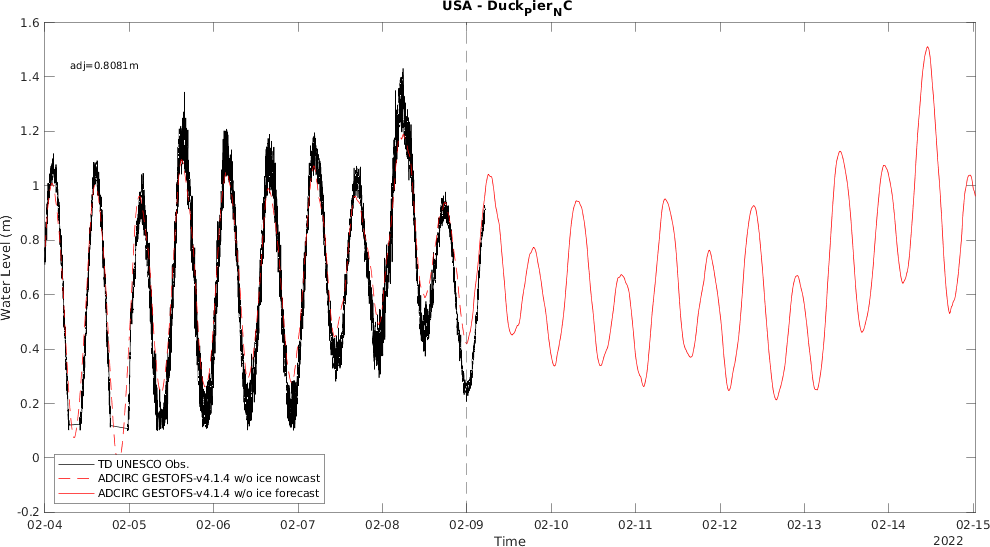 USA - Duck_Pier_NC
adj=0.8081m
1.6
1.4
1.2
1
0.8
0.6
0.4
0.2
0
-0.2
Water Level (m)
TD UNESCO Obs.
ADCIRC GESTOFS-v4.1.4 w/o ice nowcast
ADCIRC GESTOFS-v4.1.4 w/o ice forecast
02-04 02-05 02-06 02-07 02-08 02-09 02-10 02-11 02-12 02-13 02-14 02-15
Time
2022